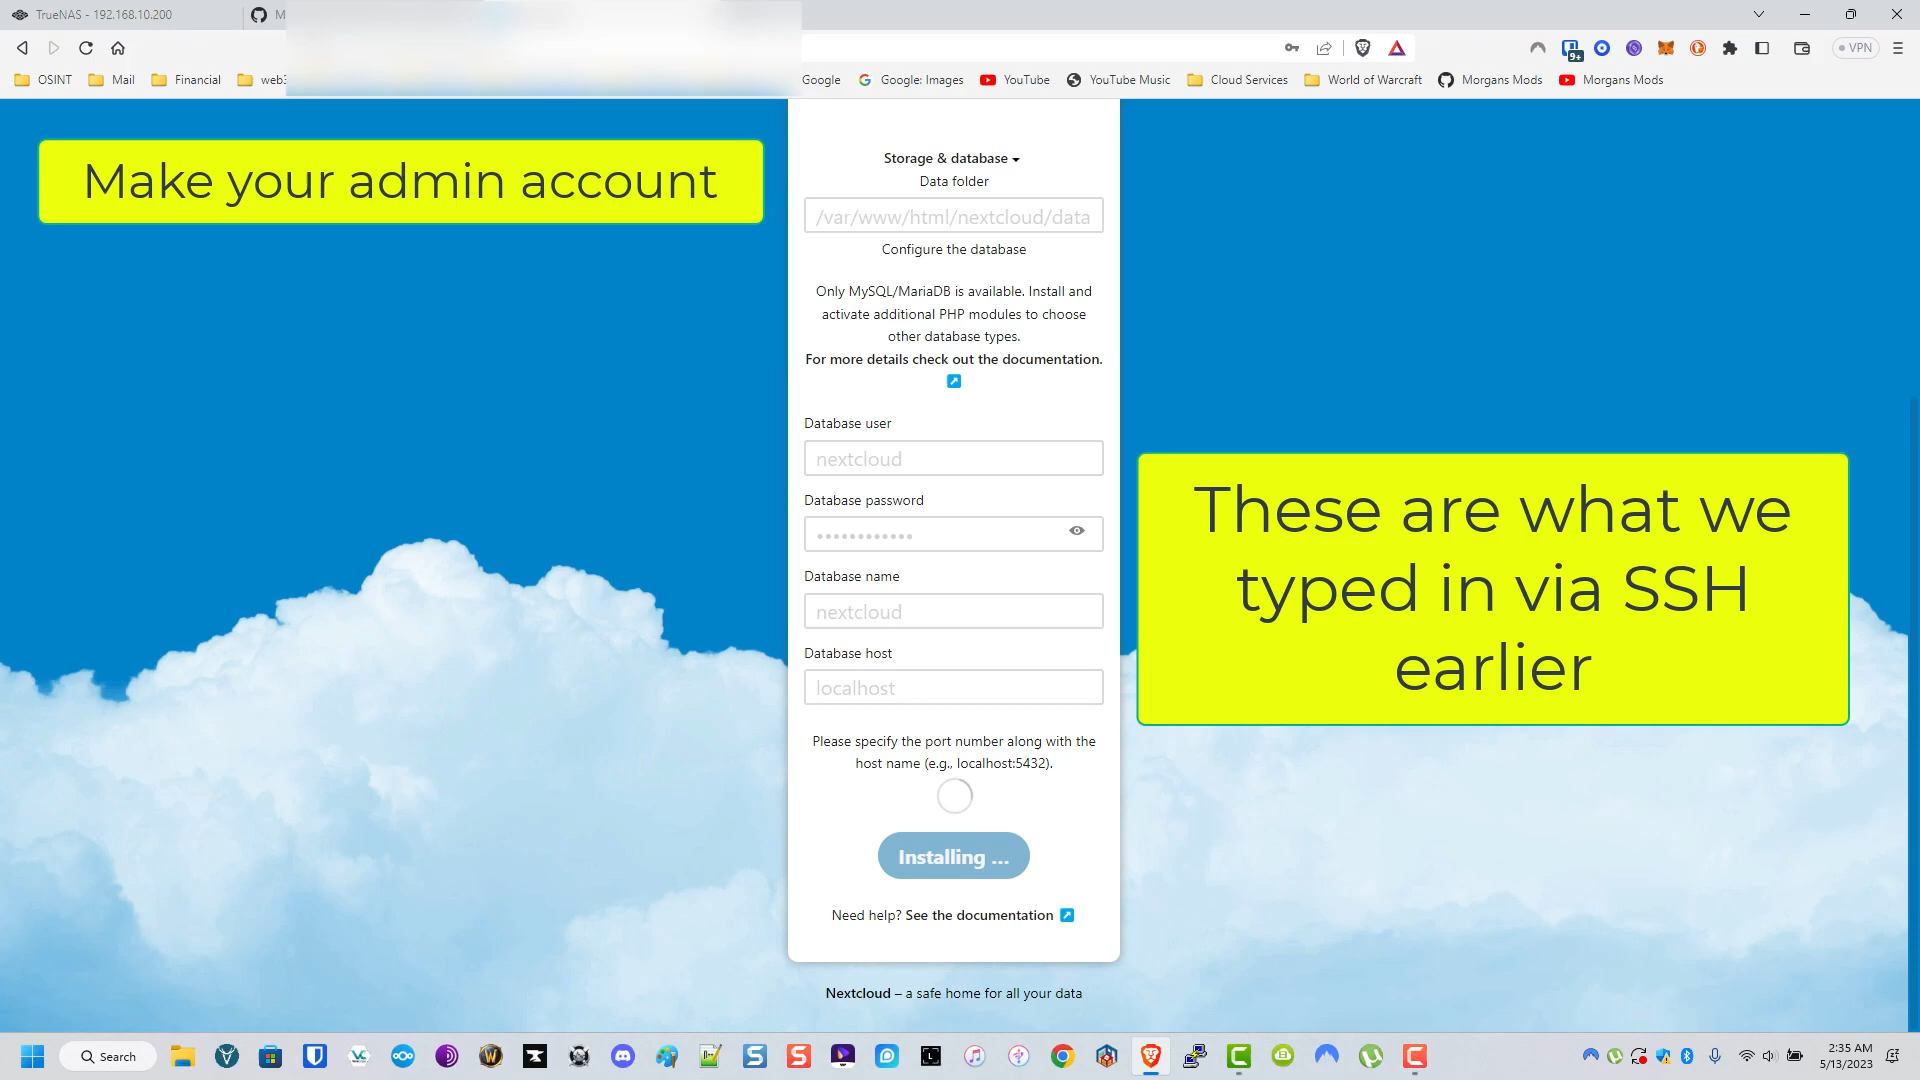 TrueNAS - 192.168.10.200
M
VPN
9+
OSINT
Mail
Financial
web3
Google
Google: Images
YouTube
YouTube Music
Cloud Services
World of Warcraft
Morgans Mods
Morgans Mods
Make your admin account
Storage & database
Data folder
/var/www/html/nextcloud/data
Configure the database
Only MySQL/MariaDB is available. Install and
activate additional PHP modules to choose
other database types.
For more details check out the documentation.
Database user
nextcloud
Database password
Database name
nextcloud
Database host
localhost
Please specify the port number along with the
host name (e.g., localhost:5432).
Installing ...
Need help? See the documentation
Nextcloud – a safe home for all your data
These are what we
typed in via SSH
earlier
Search
2:35 AM
5/13/2023